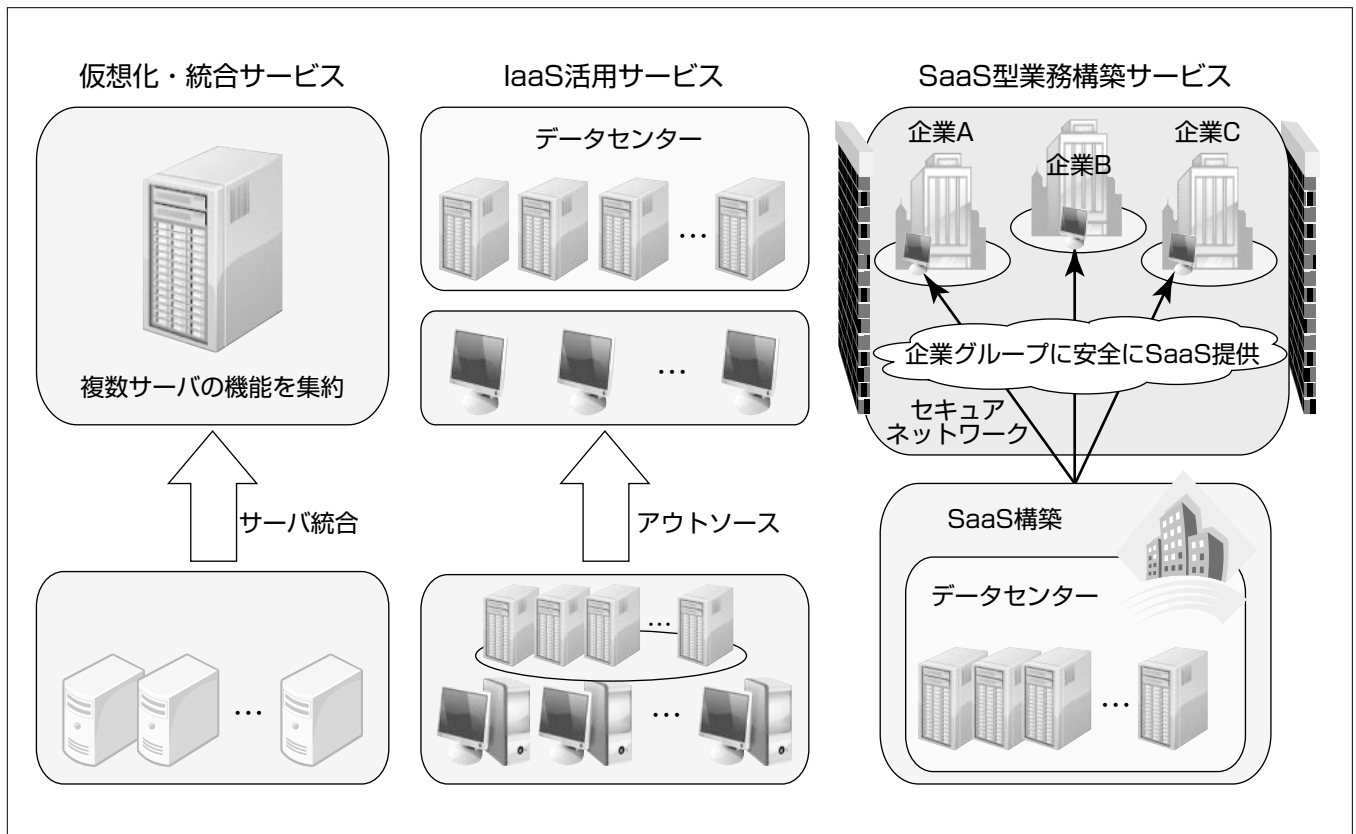 仮想化・統合サービス
複数サーバの機能を集約
サーバ統合
…
IaaS活用サービス
データセンター
…
…
アウトソース
…
…
SaaS型業務構築サービス
企業A
企業B
企業C
企業グループに安全にSaaS提供
セキュア
ネットワーク
SaaS構築
データセンター
…